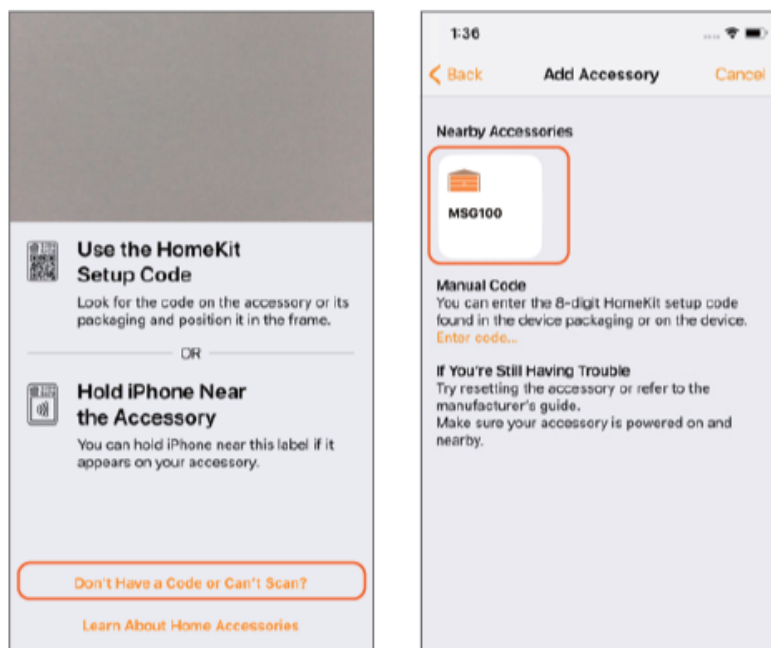 Use the HomeKit
Setup Code
Look for the code on the accessory or its
packaging and position it in the frame.
OR
Hold iPhone Near
the Accessory
You can hold iPhone near this label if it
appears on your accessory.
Don't Have a Code or Can't Scan?
Learn About Home Accessories
1:36
Back Add Accessory Cancel
Nearby Accessories
MSG100
Manual Code
You can enter the 8-digit HomeKit setup code
found in the device packaging or on the device.
Enter code...
If You're Still Having Trouble
Try resetting the accessory or refer to the
manufacturer's guide.
Make sure your accessory is powered on and
nearby.